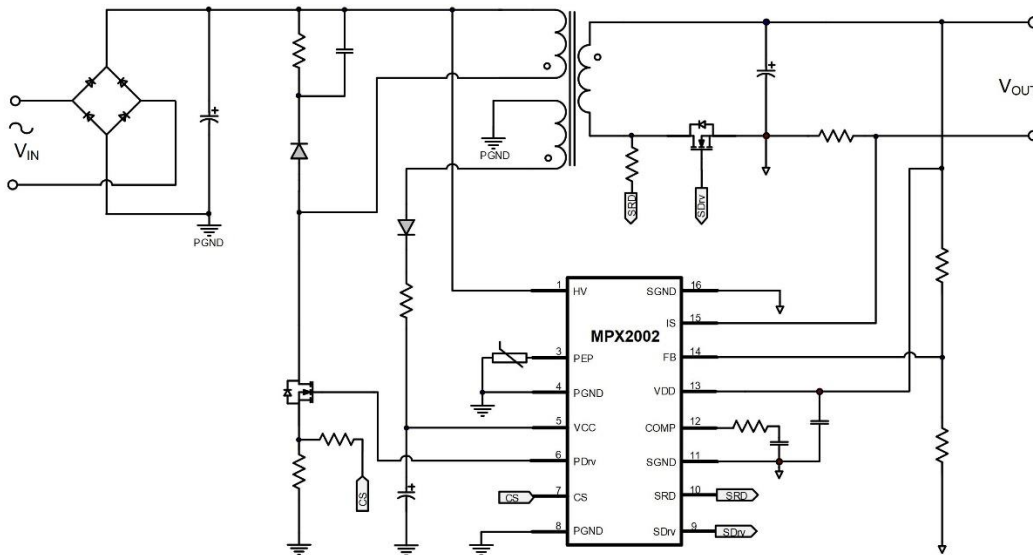 VIN
PGND
PGND
VOUT
SRD
SDrv
MPX2002
1 HV
3 PEP
4 PGND
5 VCC
6 PDrv
7 CS
8 PGND
SGND 16
IS 15
FB 14
VDD 13
COMP 12
SGND 11
SRD 10
SDrv 9
CS
CS
SRD
SDrv